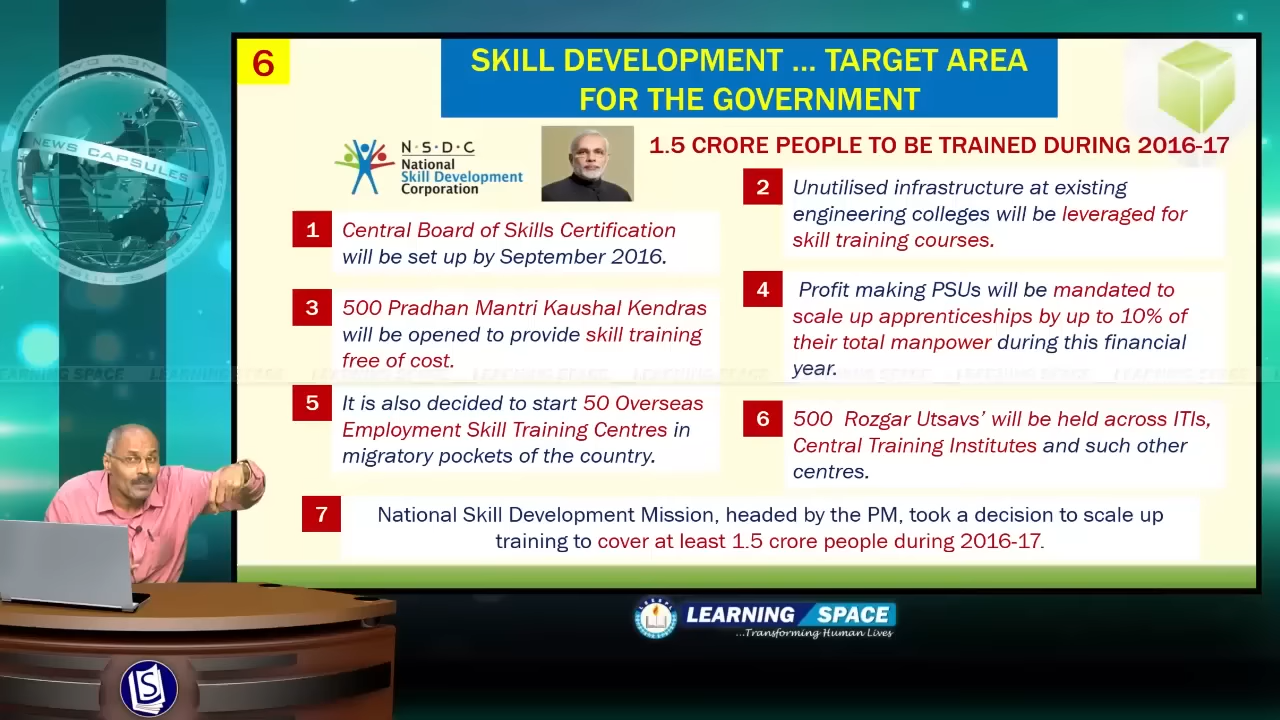 6
SKILL DEVELOPMENT ... TARGET AREA
FOR THE GOVERNMENT
N·S·D·C
National
Skill Development
Corporation
1.5 CRORE PEOPLE TO BE TRAINED DURING 2016-17
1
Central Board of Skills Certification
will be set up by September 2016.
2
Unutilised infrastructure at existing
engineering colleges will be leveraged for
skill training courses.
3
500 Pradhan Mantri Kaushal Kendras
will be opened to provide skill training
free of cost.
4
Profit making PSUs will be mandated to
scale up apprenticeships by up to 10% of
their total manpower during this financial
year.
5
It is also decided to start 50 Overseas
Employment Skill Training Centres in
migratory pockets of the country.
6
500 Rozgar Utsavs’ will be held across ITIs,
Central Training Institutes and such other
centres.
7
National Skill Development Mission, headed by the PM, took a decision to scale up
training to cover at least 1.5 crore people during 2016-17.
NEWS CAPSULES
LEARNING SPACE
LEARNING SPACE
...Transforming Human Lives
LS